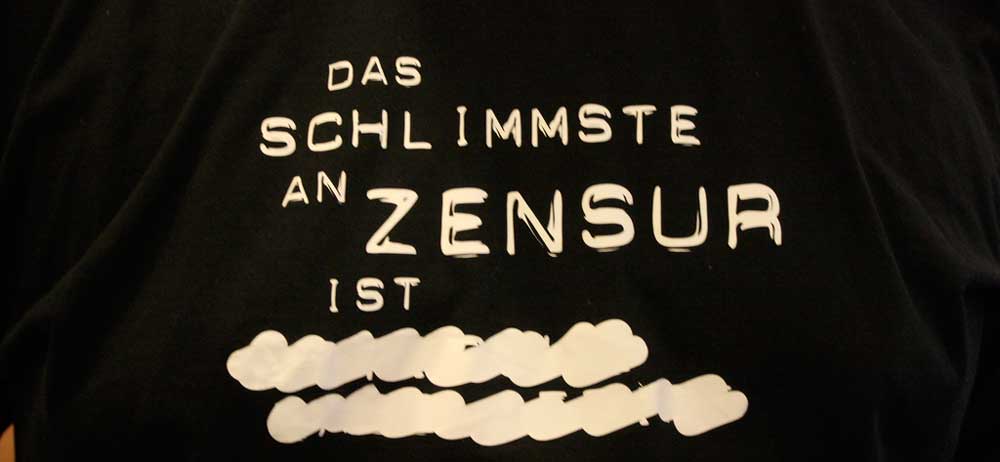 DAS
SCHLIMMSTE
AN ZENSUR
IST